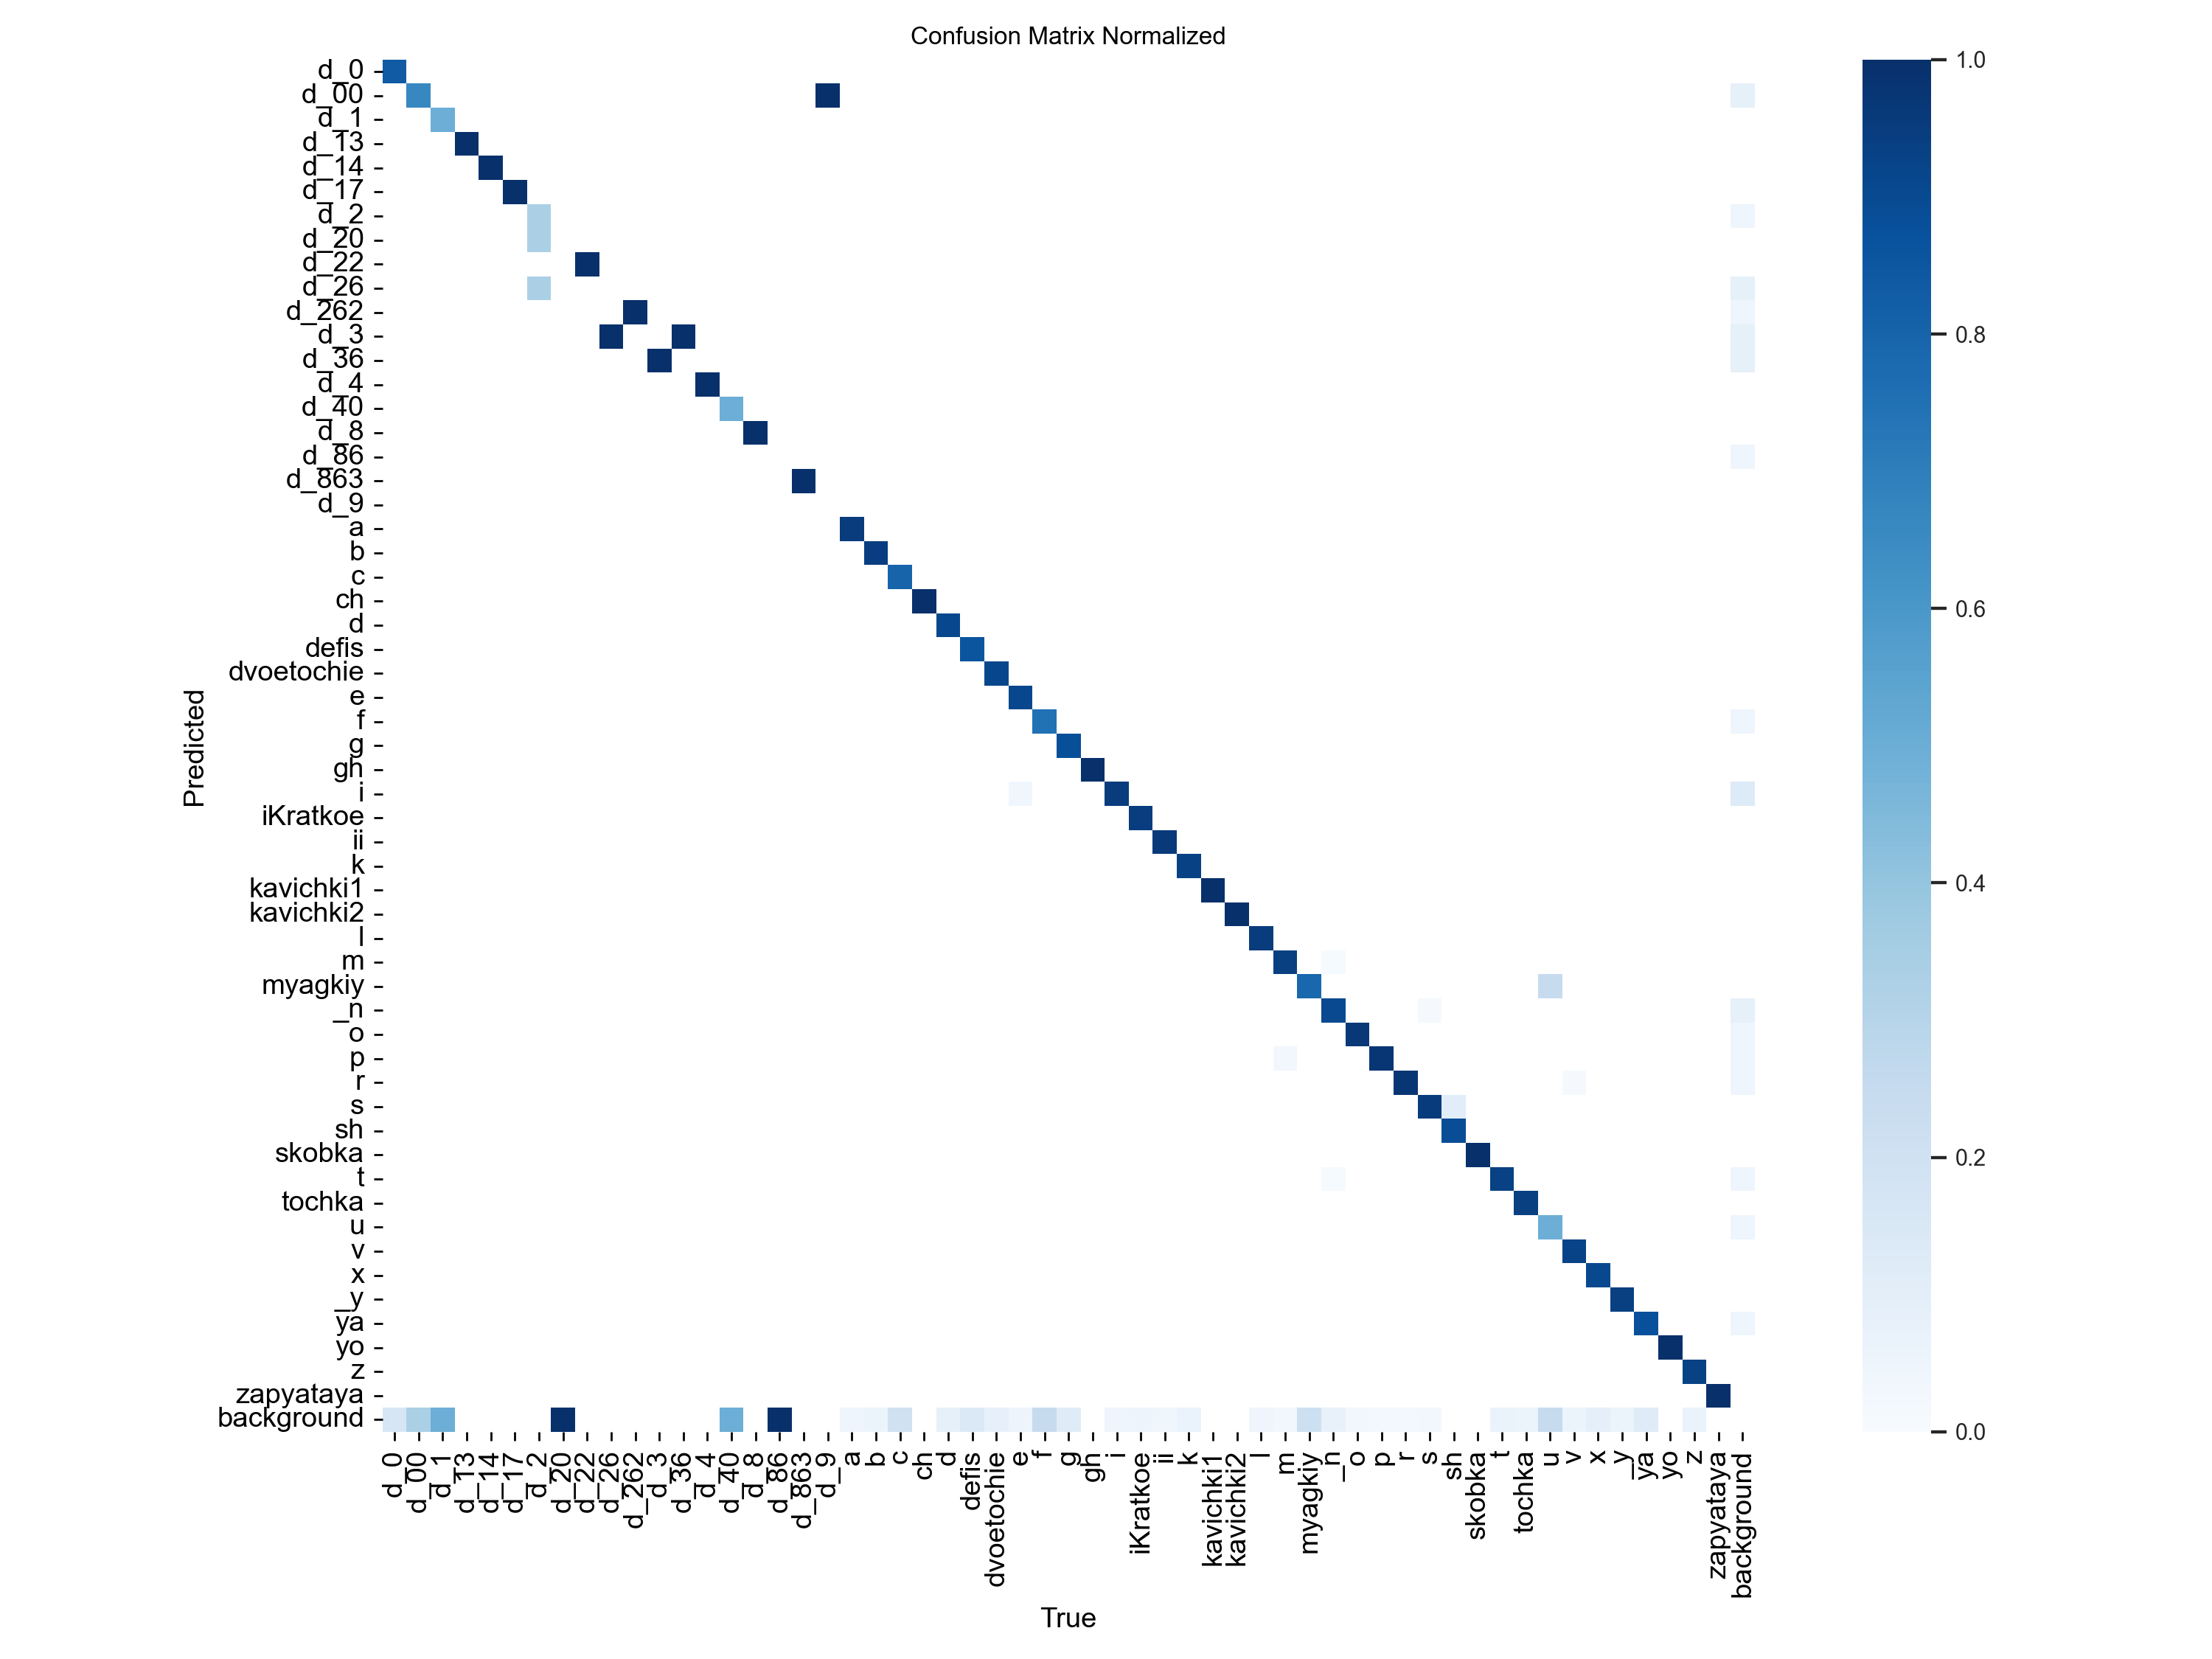 Confusion Matrix Normalized
d_0
d_00
d_1
d_13
d_14
d_17
d_2
d_20
d_22
d_26
d_262
d_3
d_36
d_4
d_40
d_8
d_86
d_863
d_9
a
b
c
ch
d
defis
dvoetochie
e
f
g
gh
i
iKratkoe
ii
k
kavichki1
kavichki2
l
m
myagkiy
_n
o
p
r
s
sh
skobka
t
tochka
u
v
x
_y
ya
yo
z
zapyataya
background
Predicted
d_0
d_00
d_1
d_13
d_14
d_17
d_2
d_20
d_22
d_26
d_262
d_3
d_36
d_4
d_40
d_8
d_86
d_863
d_9
a
b
c
ch
d
defis
dvoetochie
e
f
g
gh
i
iKratkoe
ii
k
kavichki1
kavichki2
l
m
myagkiy
_n
o
p
r
s
sh
skobka
t
tochka
u
v
x
_y
ya
yo
z
zapyataya
background
True
1.0
0.8
0.6
0.4
0.2
0.0